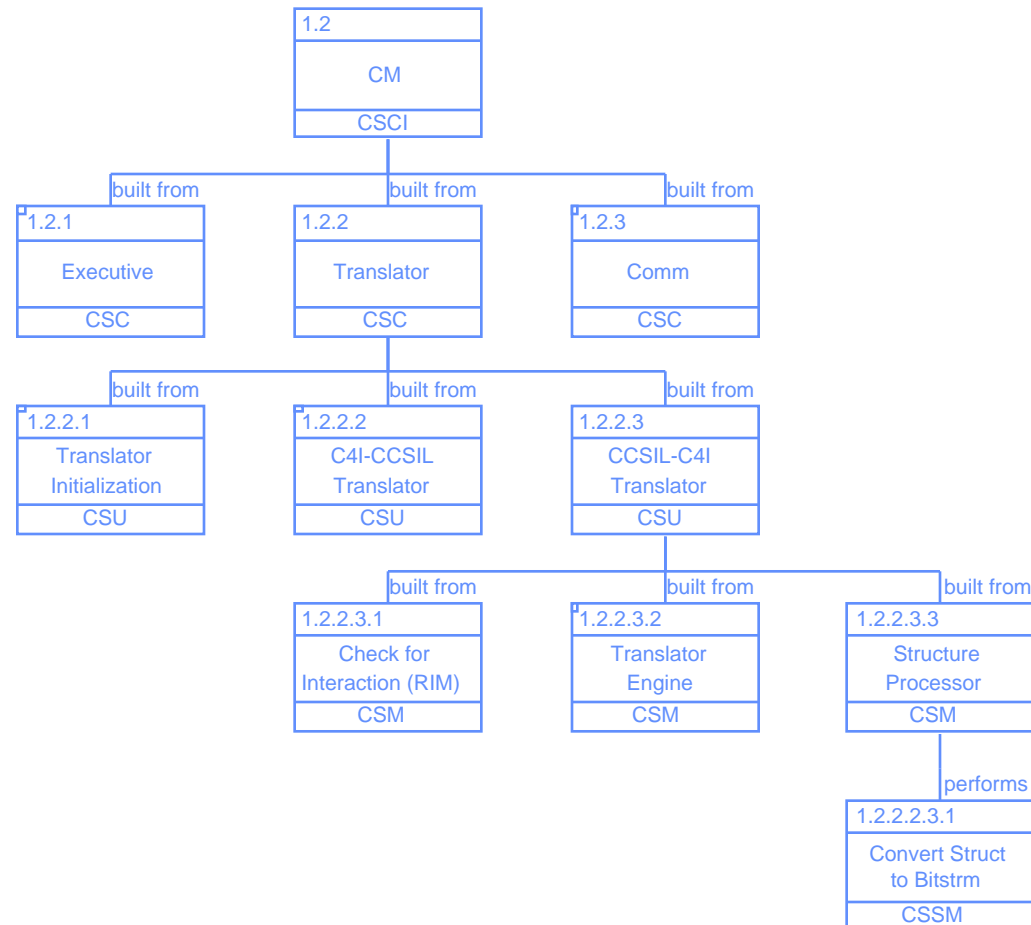 1.2
CM
CSCI
built from
built from
built from
1.2.1
Executive
CSC
1.2.2
Translator
CSC
1.2.3
Comm
CSC
built from
built from
built from
1.2.2.1
Translator
Initialization
CSU
1.2.2.2
C4I-CCSIL
Translator
CSU
1.2.2.3
CCSIL-C4I
Translator
CSU
built from
built from
built from
1.2.2.3.1
Check for
Interaction (RIM)
CSM
1.2.2.3.2
Translator
Engine
CSM
1.2.2.3.3
Structure
Processor
CSM
performs
1.2.2.2.3.1
Convert Struct
to Bitstrm
CSSM